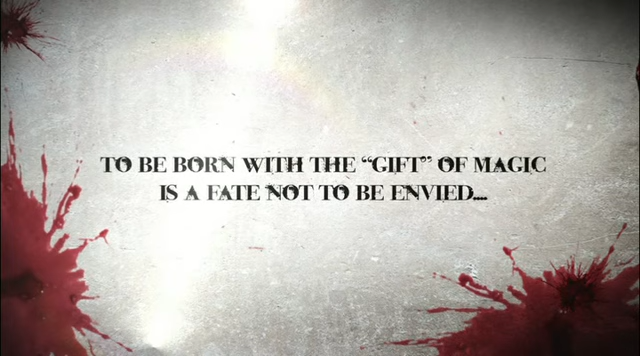 TO BE BORN WITH THE “GIFT” OF MAGIC
IS A FATE NOT TO BE ENVIED....